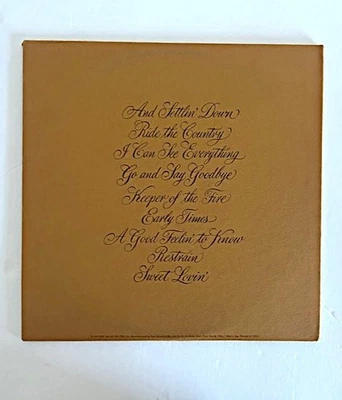 And Settlin' Down
Ride the Country
I Can See Everything
Go and Say Goodbye
Keeper of the Fire
Early Times
A Good Feelin' to Know
Restrain
Sweet Lovin'